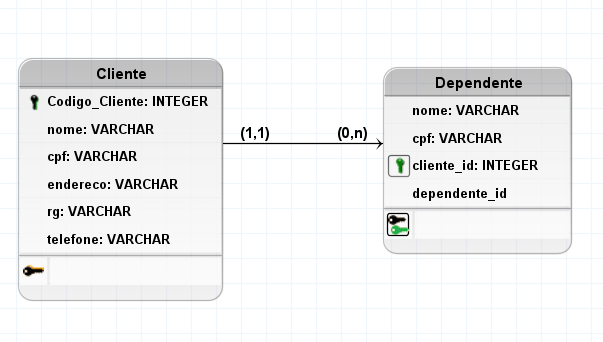 Cliente
Codigo_Cliente: INTEGER
nome: VARCHAR
cpf: VARCHAR
endereco: VARCHAR
rg: VARCHAR
telefone: VARCHAR
(1,1)
(0,n)
Dependente
nome: VARCHAR
cpf: VARCHAR
cliente_id: INTEGER
dependente_id